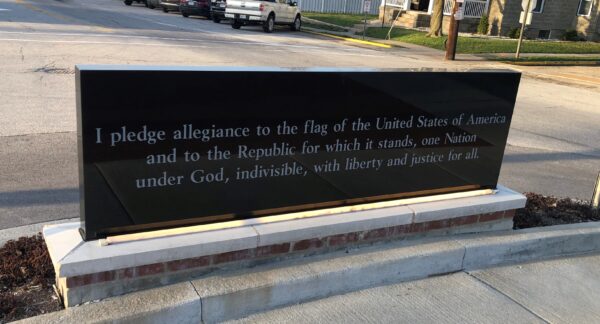 I pledge allegiance to the flag of the United States of America
and to the Republic for which it stands, one Nation
under God, indivisible, with liberty and justice for all.